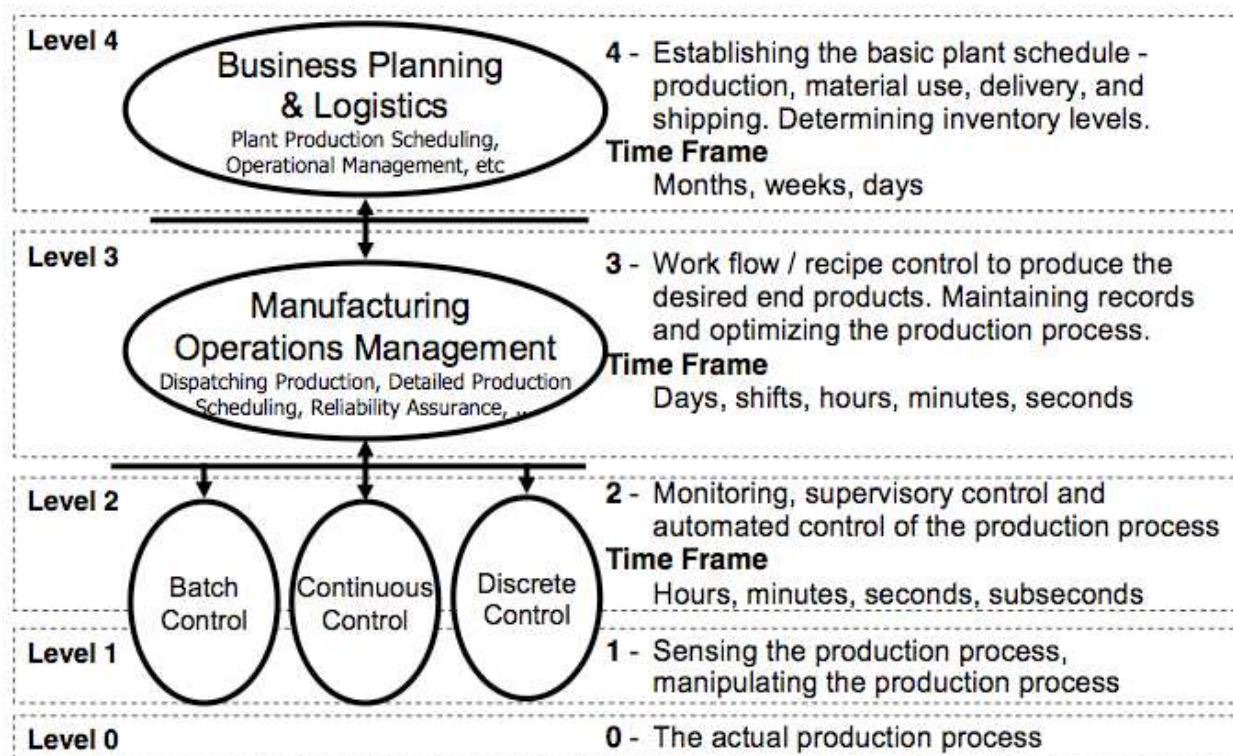 Level 4
Business Planning
& Logistics
Plant Production Scheduling,
Operational Management, etc
4 - Establishing the basic plant schedule -
production, material use, delivery, and
shipping. Determining inventory levels.
Time Frame
Months, weeks, days
Level 3
Manufacturing
Operations Management
Dispatching Production, Detailed Production
Scheduling, Reliability Assurance, ...
3 - Work flow / recipe control to produce the
desired end products. Maintaining records
and optimizing the production process.
Time Frame
Days, shifts, hours, minutes, seconds
Level 2
Batch
Control
Continuous
Control
Discrete
Control
2 - Monitoring, supervisory control and
automated control of the production process
Time Frame
Hours, minutes, seconds, subseconds
Level 1
1 - Sensing the production process,
manipulating the production process
Level 0
0 - The actual production process